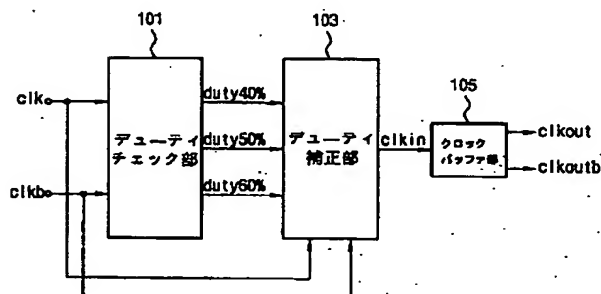 101
103
105
clk
clkb
デューティ
チェック部
duty40%
duty50%
duty60%
デューティ
補正部
clkin
クロック
バッファ部
clkout
clkoutb